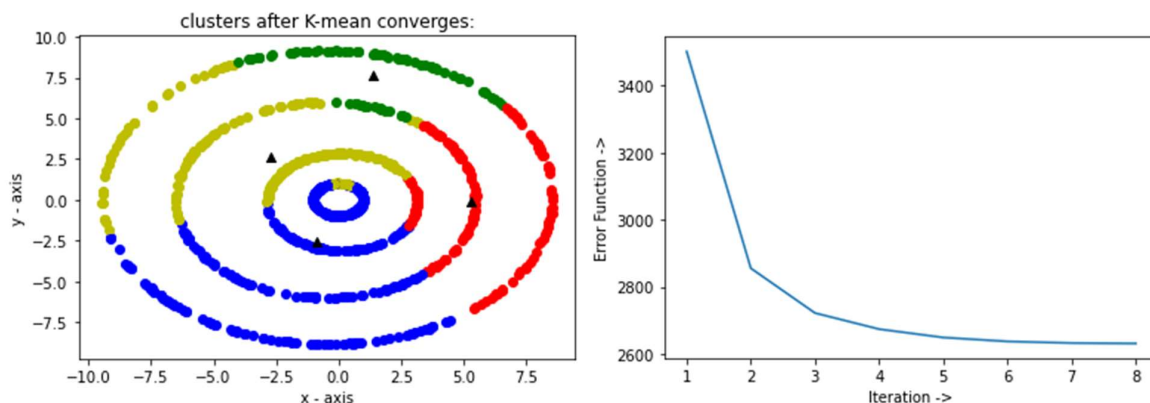 clusters after K-mean converges:
10.0
7.5
5.0
2.5
0.0
−2.5
−5.0
−7.5
y - axis
−10.0 −7.5 −5.0 −2.5 0.0 2.5 5.0 7.5
x - axis
3400
3200
3000
2800
2600
Error Function ->
1 2 3 4 5 6 7 8
Iteration ->